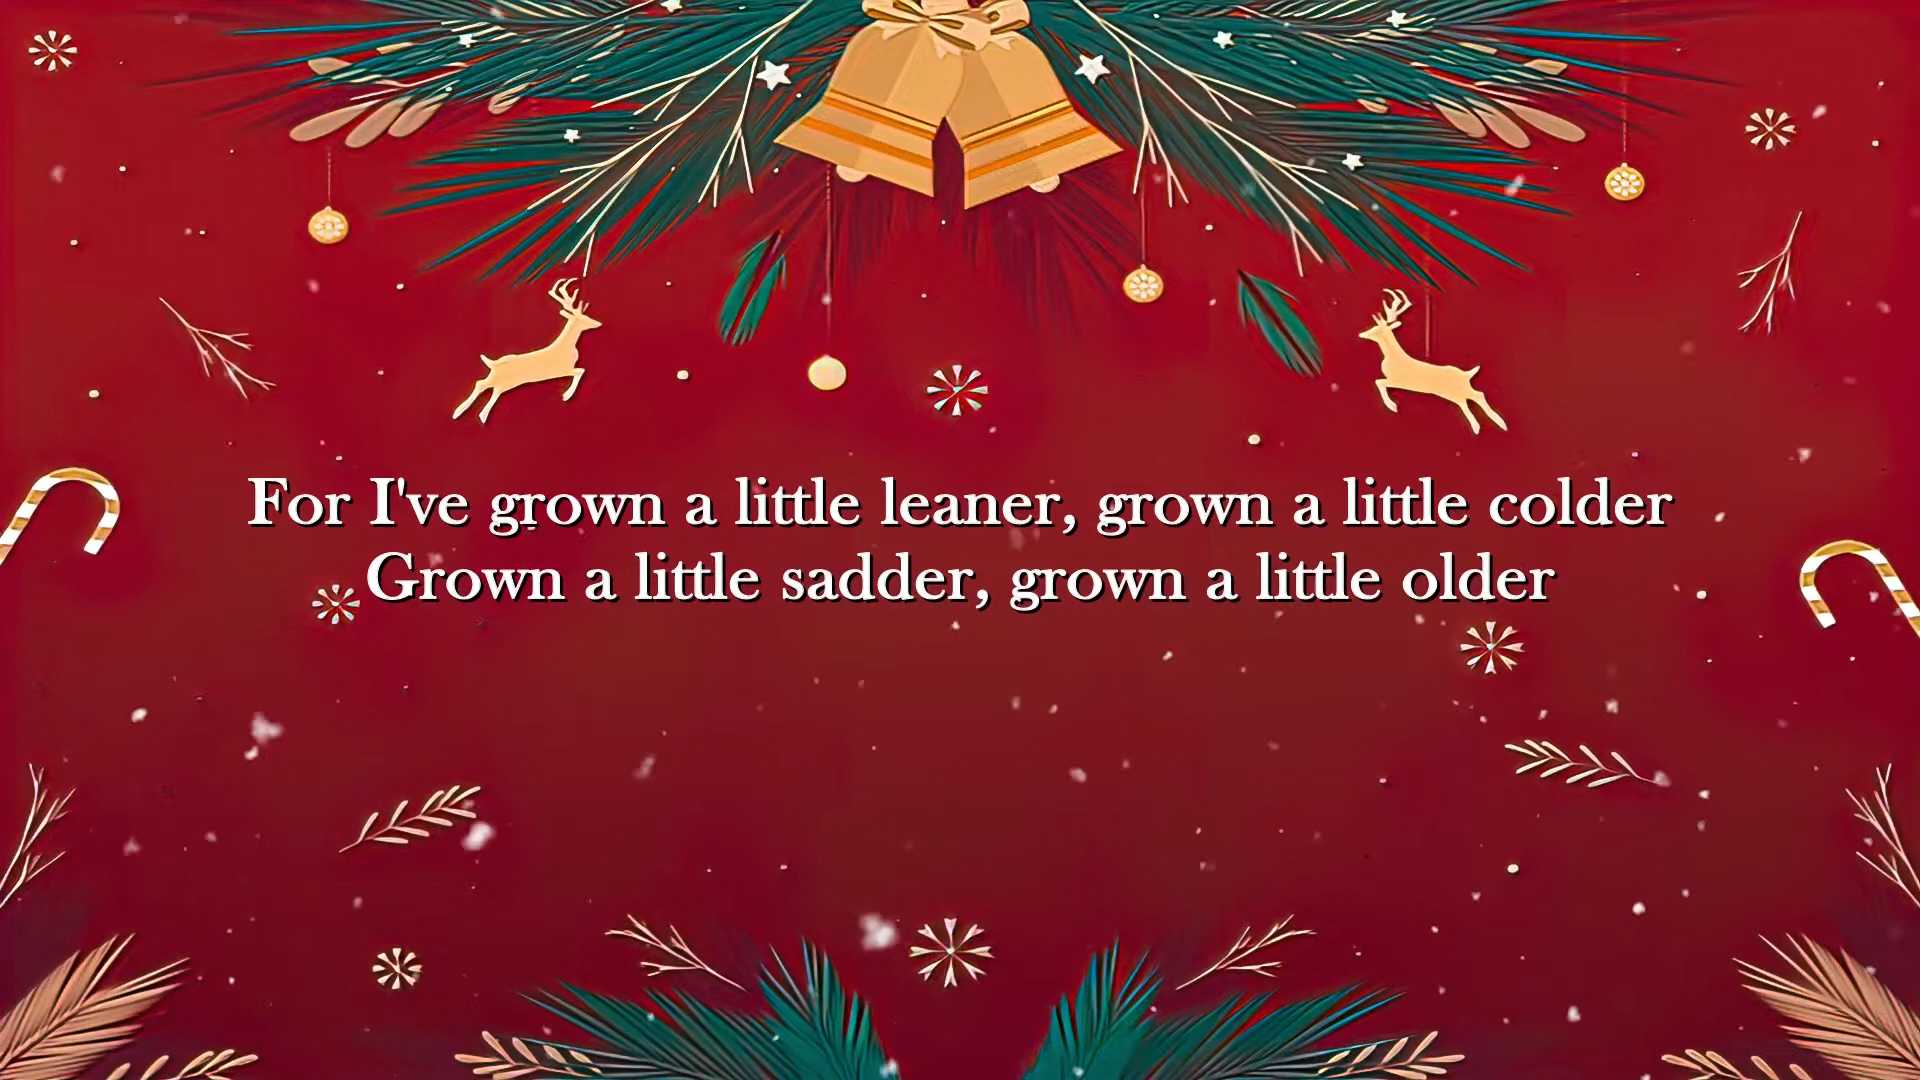 For I've grown a little leaner, grown a little colder
Grown a little sadder, grown a little older